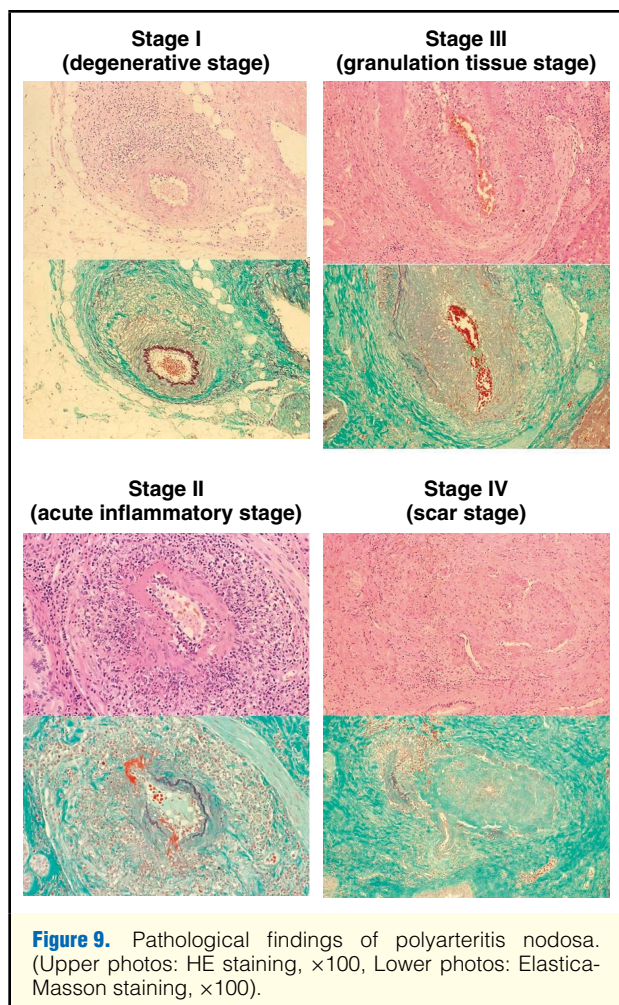 Stage I
(degenerative stage)
Stage III
(granulation tissue stage)
Stage II
(acute inflammatory stage)
Stage IV
(scar stage)
Figure 9. Pathological findings of polyarteritis nodosa.
(Upper photos: HE staining, ×100, Lower photos: Elastica-
Masson staining, ×100).